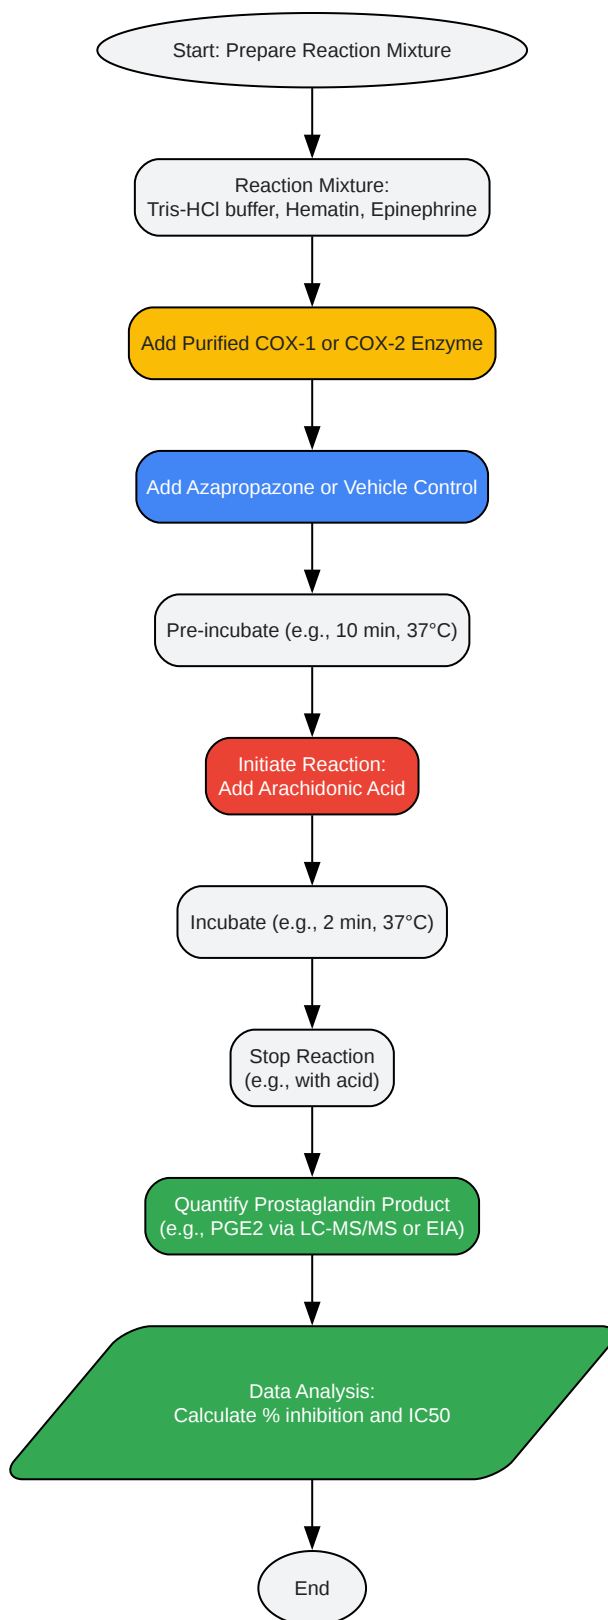 Start: Prepare Reaction Mixture
Reaction Mixture:
Tris-HCl buffer, Hematin, Epinephrine
Add Purified COX-1 or COX-2 Enzyme
Add Azapropazone or Vehicle Control
Pre-incubate (e.g., 10 min, 37°C)
Initiate Reaction:
Add Arachidonic Acid
Incubate (e.g., 2 min, 37°C)
Stop Reaction
(e.g., with acid)
Quantify Prostaglandin Product
(e.g., PGE2 via LC-MS/MS or EIA)
Data Analysis:
Calculate % inhibition and IC50
End